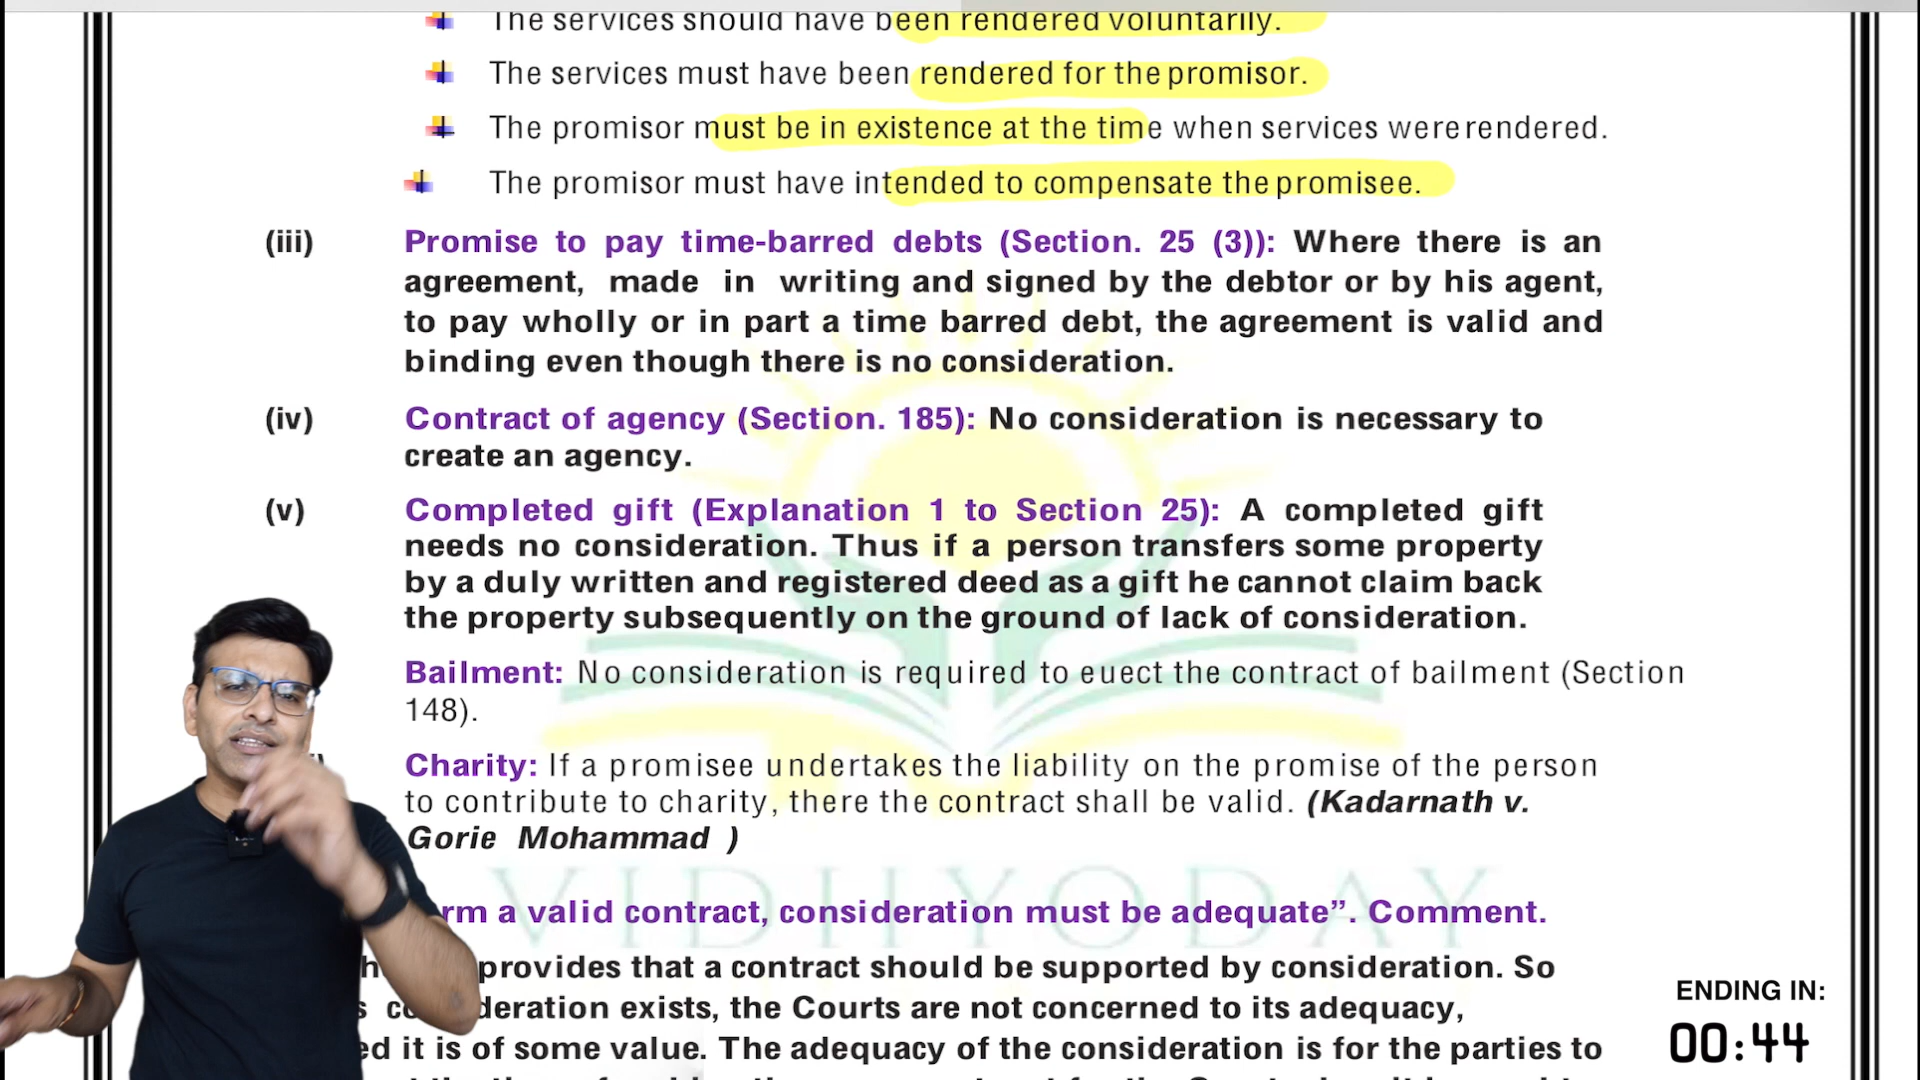 The services should have been rendered voluntarily.
The services must have been rendered for the promisor.
The promisor must be in existence at the time when services were rendered.
The promisor must have intended to compensate the promisee.
(iii) Promise to pay time-barred debts (Section. 25 (3)): Where there is an
agreement, made in writing and signed by the debtor or by his agent,
to pay wholly or in part a time barred debt, the agreement is valid and
binding even though there is no consideration.
(iv) Contract of agency (Section. 185): No consideration is necessary to
create an agency.
(v) Completed gift (Explanation 1 to Section 25): A completed gift
needs no consideration. Thus if a person transfers some property
by a duly written and registered deed as a gift he cannot claim back
the property subsequently on the ground of lack of consideration.
Bailment: No consideration is required to euect the contract of bailment (Section
148).
Charity: If a promisee undertakes the liability on the promise of the person
to contribute to charity, there the contract shall be valid. (Kadarnath v.
Gorie Mohammad )
VIDHYODAY
a valid contract, consideration must be adequate”. Comment.
provides that a contract should be supported by consideration. So
exists, the Courts are not concerned to its adequacy,
it is of some value. The adequacy of the consideration is for the parties to
ENDING IN:
00:44